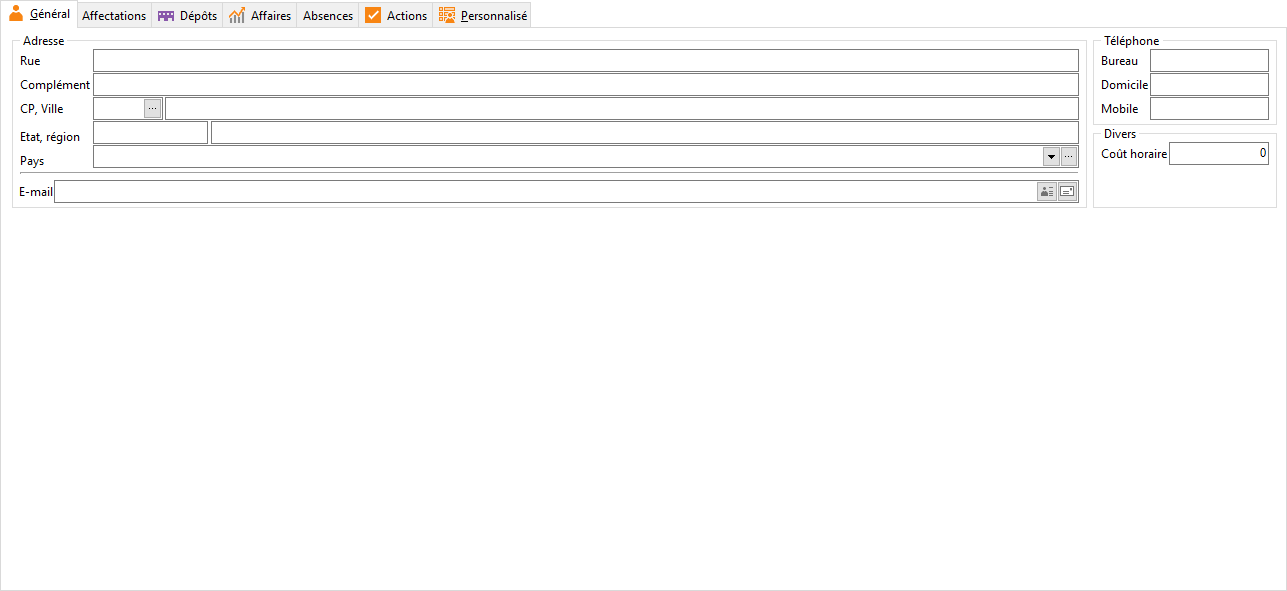 Général Affectations Dépôts Affaires Absences Actions Personnalisé
Adresse
Rue
Complément
CP, Ville ...
Etat, région
Pays ...
E-mail
Téléphone
Bureau
Domicile
Mobile
Divers
Coût horaire 0